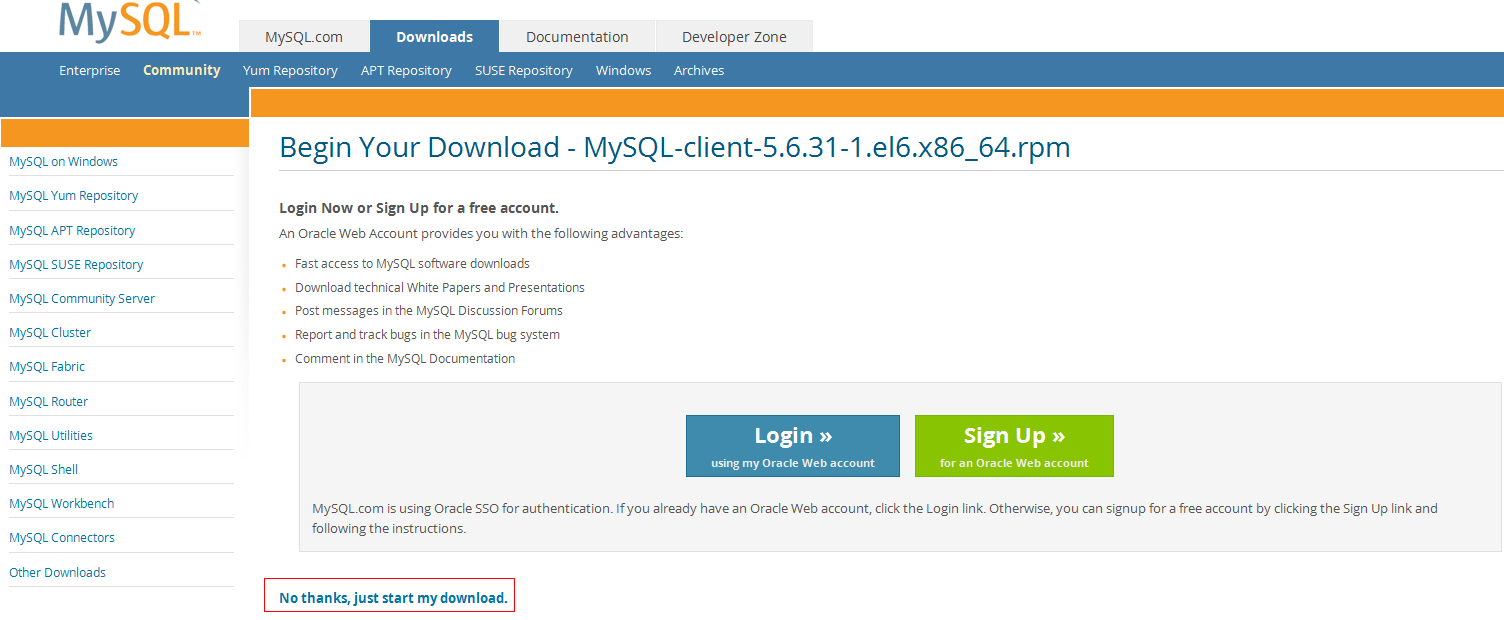 MySQL™
MySQL.com
Downloads
Documentation
Developer Zone
Enterprise
Community
Yum Repository
APT Repository
SUSE Repository
Windows
Archives
MySQL on Windows
MySQL Yum Repository
MySQL APT Repository
MySQL SUSE Repository
MySQL Community Server
MySQL Cluster
MySQL Fabric
MySQL Router
MySQL Utilities
MySQL Shell
MySQL Workbench
MySQL Connectors
Other Downloads
Begin Your Download - MySQL-client-5.6.31-1.el6.x86_64.rpm
Login Now or Sign Up for a free account.
An Oracle Web Account provides you with the following advantages:
Fast access to MySQL software downloads
Download technical White Papers and Presentations
Post messages in the MySQL Discussion Forums
Report and track bugs in the MySQL bug system
Comment in the MySQL Documentation
Login »
using my Oracle Web account
Sign Up »
for an Oracle Web account
MySQL.com is using Oracle SSO for authentication. If you already have an Oracle Web account, click the Login link. Otherwise, you can signup for a free account by clicking the Sign Up link and
following the instructions.
No thanks, just start my download.